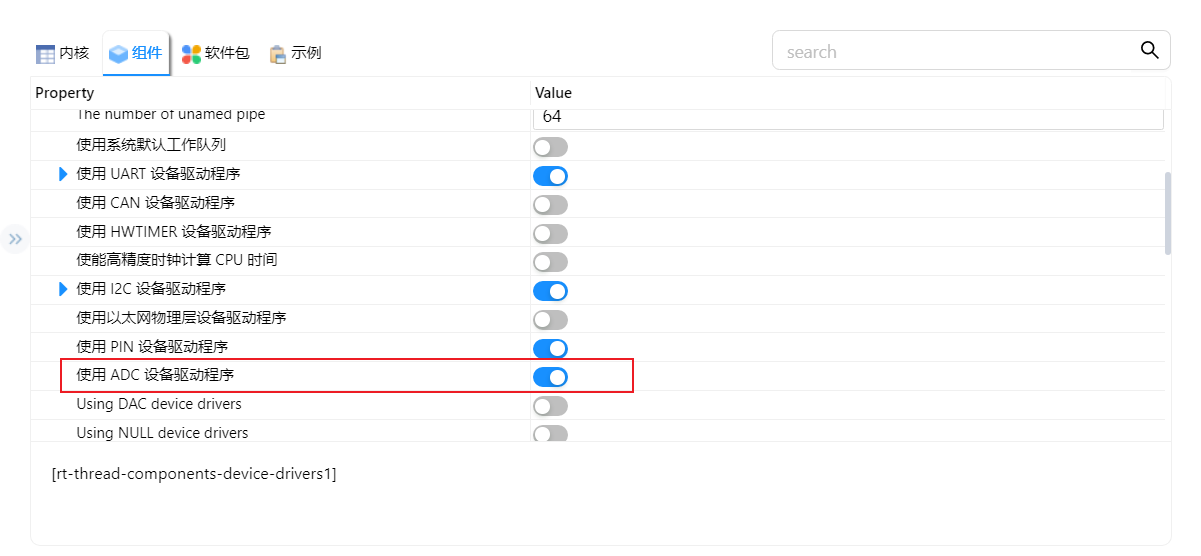 内核 组件 软件包 示例 search
Property Value
The number of unamed pipe 64
使用系统默认工作队列
使用 UART 设备驱动程序
使用 CAN 设备驱动程序
使用 HWTIMER 设备驱动程序
使能高精度时钟计算 CPU 时间
使用 I2C 设备驱动程序
使用以太网物理层设备驱动程序
使用 PIN 设备驱动程序
使用 ADC 设备驱动程序
Using DAC device drivers
Using NULL device drivers
[rt-thread-components-device-drivers1]